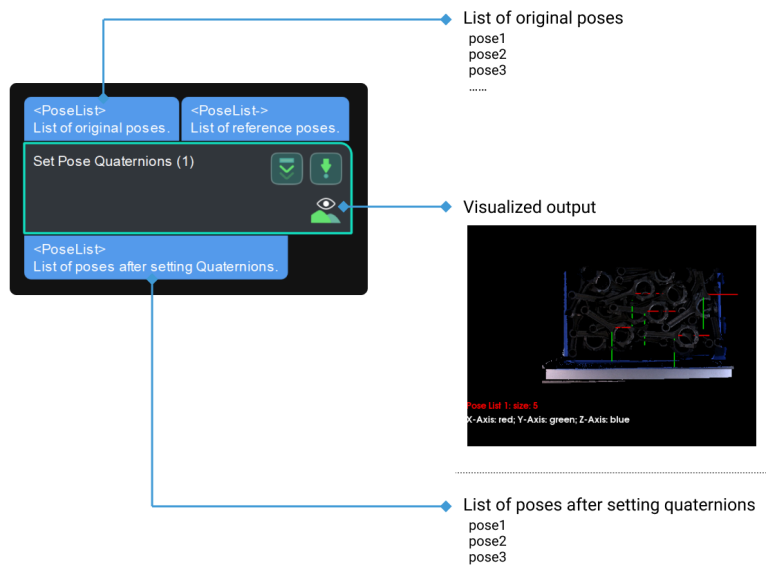 List of original poses
pose1
pose2
pose3
......
<PoseList>
List of original poses.
<PoseList->
List of reference poses.
Set Pose Quaternions (1)
Visualized output
<PoseList>
List of poses after setting Quaternions.
Pose List 1: size: 5
X-Axis: red; Y-Axis: green; Z-Axis: blue
List of poses after setting quaternions
pose1
pose2
pose3